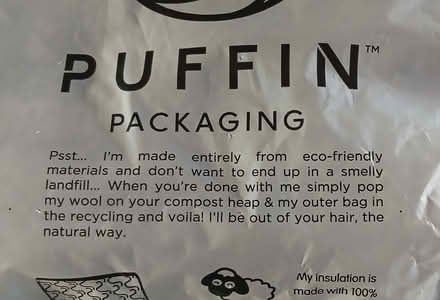 PUFFIN™
PACKAGING
Psst... I'm made entirely from eco-friendly
materials and don't want to end up in a smelly
landfill... When you're done with me simply pop
my wool on your compost heap & my outer bag in
the recycling and voila! I'll be out of your hair, the
natural way.
My insulation is
made with 100%